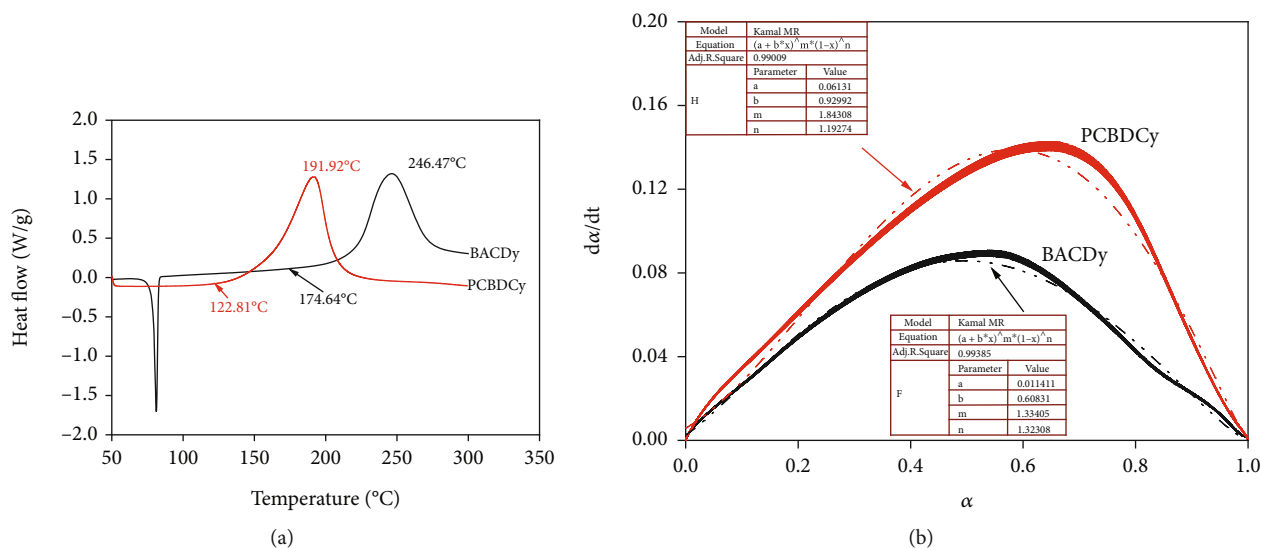 2.0
1.5
1.0
0.5
0.0
−0.5
−1.0
−1.5
−2.0
50 100 150 200 250 300 350
Heat flow (W/g)
Temperature (°C)
191.92°C
246.47°C
122.81°C
174.64°C
BACDy
PCBDCy
(a)
0.20
0.16
0.12
0.08
0.04
0.00
0.0 0.2 0.4 0.6 0.8 1.0
dα/dt
α
Model Kamal MR
Equation (a + b*x)^m*(1–x)^n
Adj.R.Square 0.99009
H
Parameter Value
a 0.06131
b 0.92992
m 1.84308
n 1.19274
PCBDCy
BACDy
Model Kamal MR
Equation (a + b*x)^m*(1–x)^n
Adj.R.Square 0.99385
F
Parameter Value
a 0.011411
b 0.60831
m 1.33405
n 1.32308
(b)